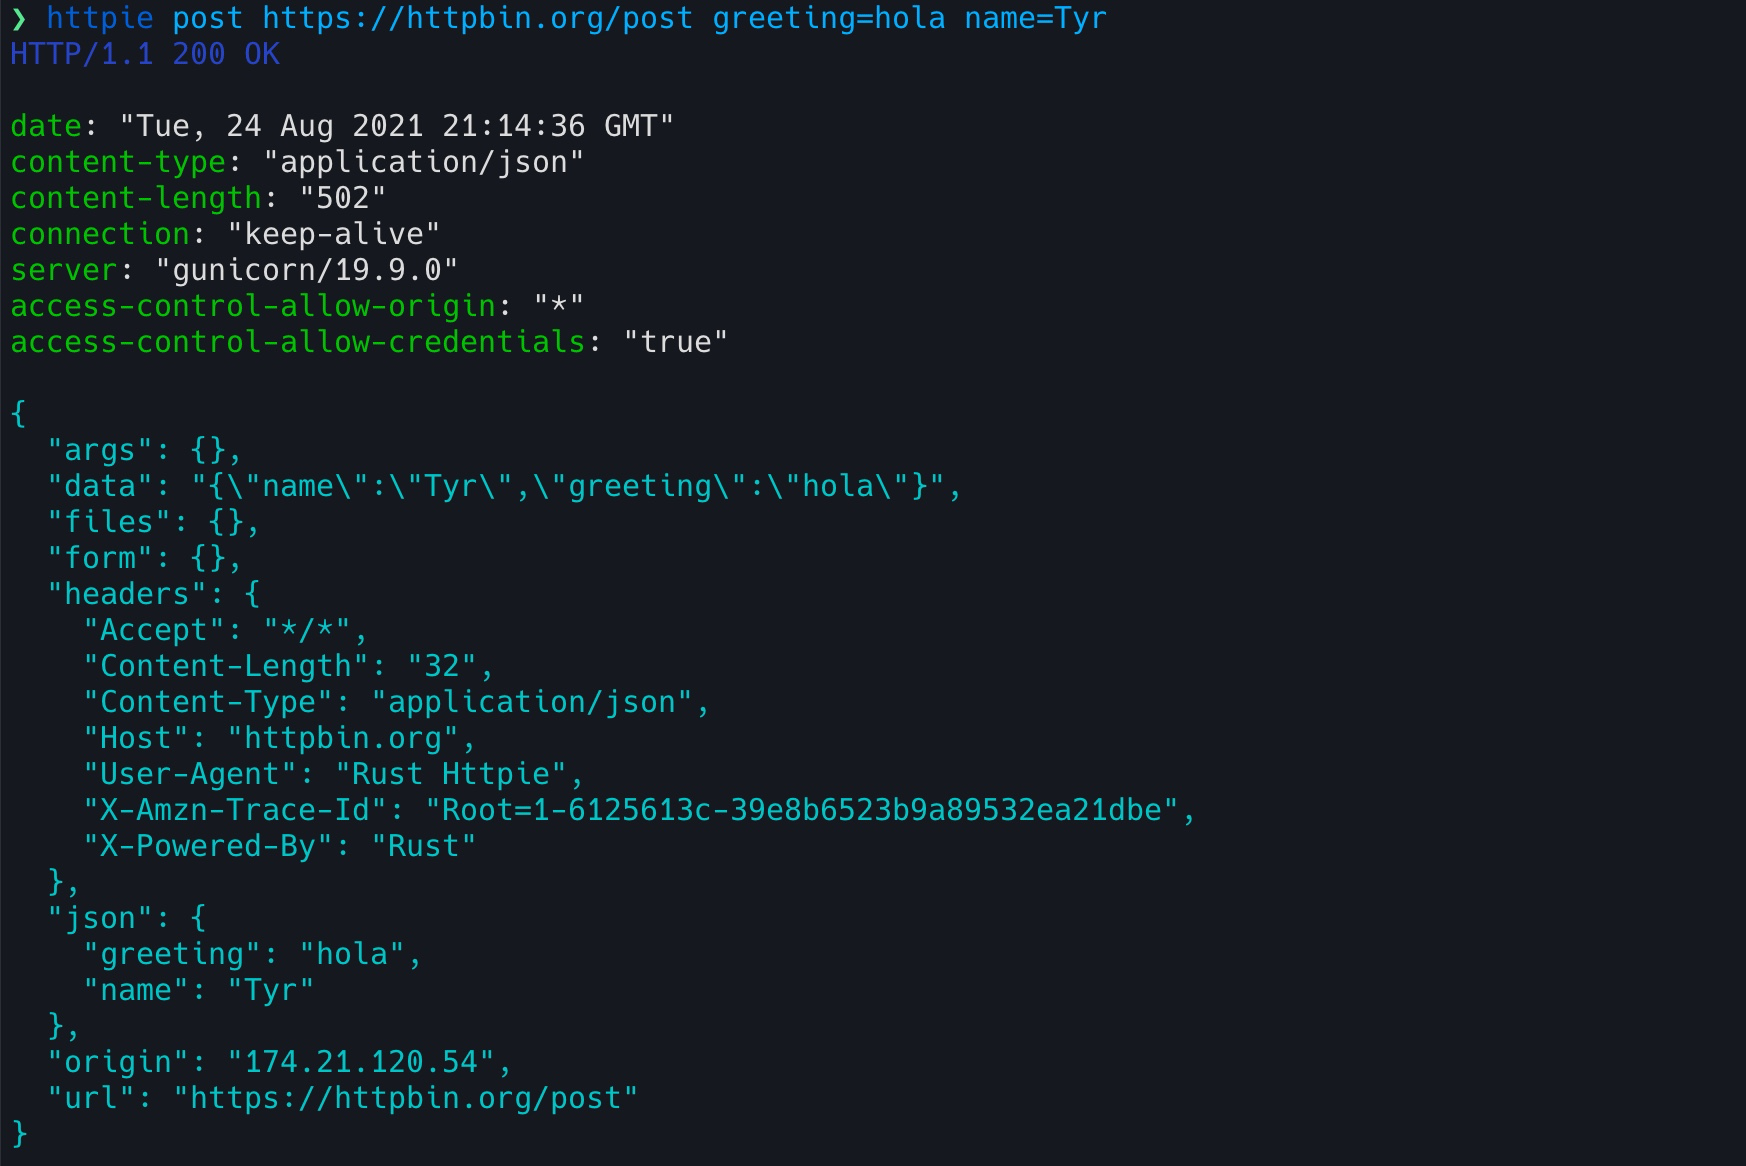 ❯ httpie post https://httpbin.org/post greeting=hola name=Tyr
HTTP/1.1 200 OK

date: "Tue, 24 Aug 2021 21:14:36 GMT"
content-type: "application/json"
content-length: "502"
connection: "keep-alive"
server: "gunicorn/19.9.0"
access-control-allow-origin: "*"
access-control-allow-credentials: "true"

{
  "args": {},
  "data": "{\"name\":\"Tyr\",\"greeting\":\"hola\"}",
  "files": {},
  "form": {},
  "headers": {
    "Accept": "*/*",
    "Content-Length": "32",
    "Content-Type": "application/json",
    "Host": "httpbin.org",
    "User-Agent": "Rust Httpie",
    "X-Amzn-Trace-Id": "Root=1-6125613c-39e8b6523b9a89532ea21dbe",
    "X-Powered-By": "Rust"
  },
  "json": {
    "greeting": "hola",
    "name": "Tyr"
  },
  "origin": "174.21.120.54",
  "url": "https://httpbin.org/post"
}